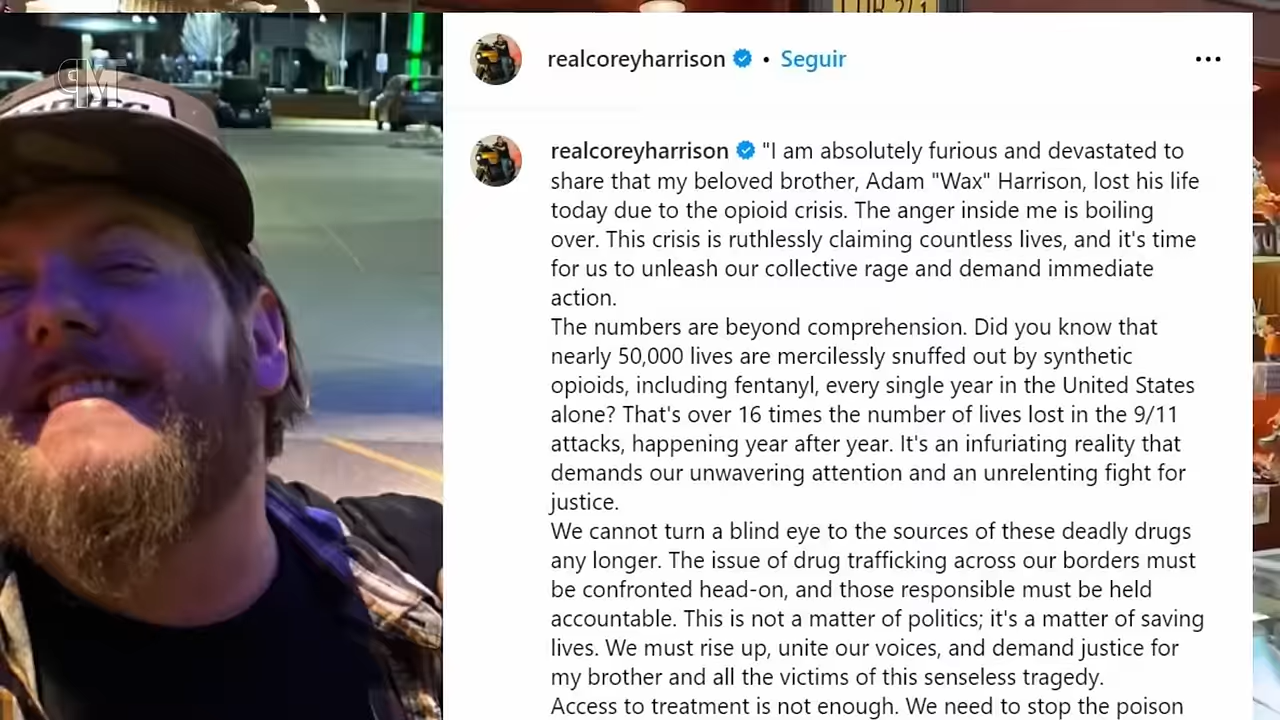 PMT
realcoreyharrison • Seguir
realcoreyharrison "I am absolutely furious and devastated to
share that my beloved brother, Adam "Wax" Harrison, lost his life
today due to the opioid crisis. The anger inside me is boiling
over. This crisis is ruthlessly claiming countless lives, and it's time
for us to unleash our collective rage and demand immediate
action.
The numbers are beyond comprehension. Did you know that
nearly 50,000 lives are mercilessly snuffed out by synthetic
opioids, including fentanyl, every single year in the United States
alone? That's over 16 times the number of lives lost in the 9/11
attacks, happening year after year. It's an infuriating reality that
demands our unwavering attention and an unrelenting fight for
justice.
We cannot turn a blind eye to the sources of these deadly drugs
any longer. The issue of drug trafficking across our borders must
be confronted head-on, and those responsible must be held
accountable. This is not a matter of politics; it's a matter of saving
lives. We must rise up, unite our voices, and demand justice for
my brother and all the victims of this senseless tragedy.
Access to treatment is not enough. We need to stop the poison